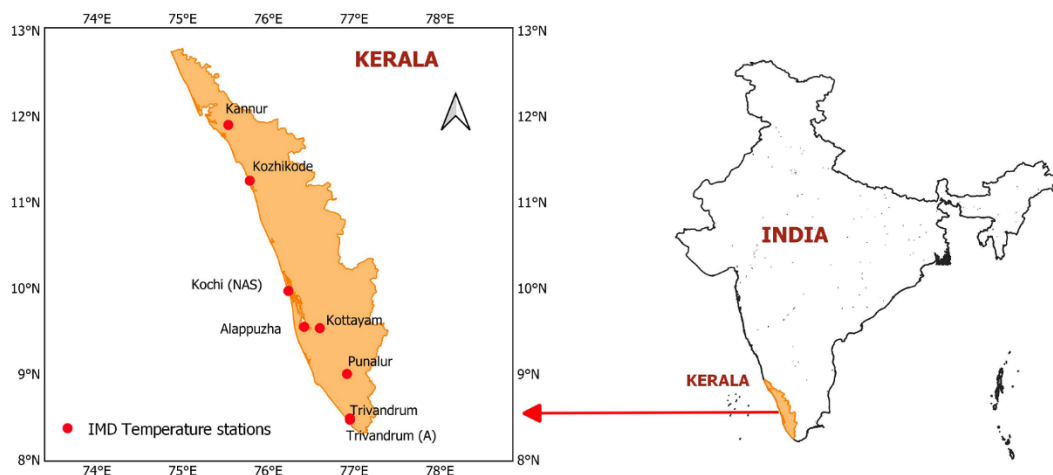 74°E 75°E 76°E 77°E 78°E
13°N 13°N
KERALA
12°N 12°N
Kannur
Kozhikode
11°N 11°N
INDIA
10°N 10°N
Kochi (NAS)
Alappuzha Kottayam
9°N 9°N
Punalur
KERALA
Trivandrum
IMD Temperature stations Trivandrum (A)
8°N 8°N
74°E 75°E 76°E 77°E 78°E